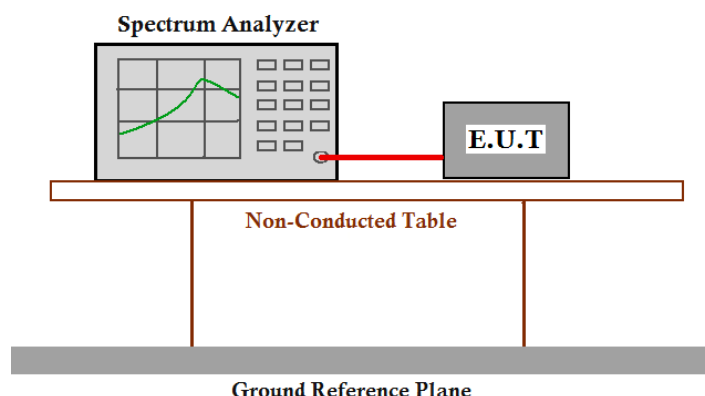 Spectrum Analyzer
E.U.T
Non-Conducted Table
Ground Reference Plane